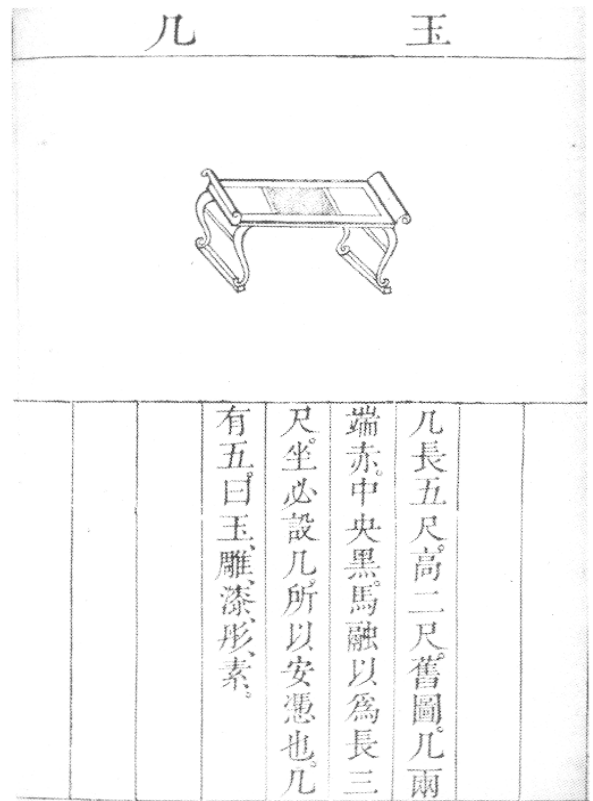 玉几
几長五尺。高二尺。舊圖。几兩
端赤。中央黑。馬融以爲長三
尺。坐必設几。所以安憑也。几
有五。曰玉、雕、漆、彤、素。